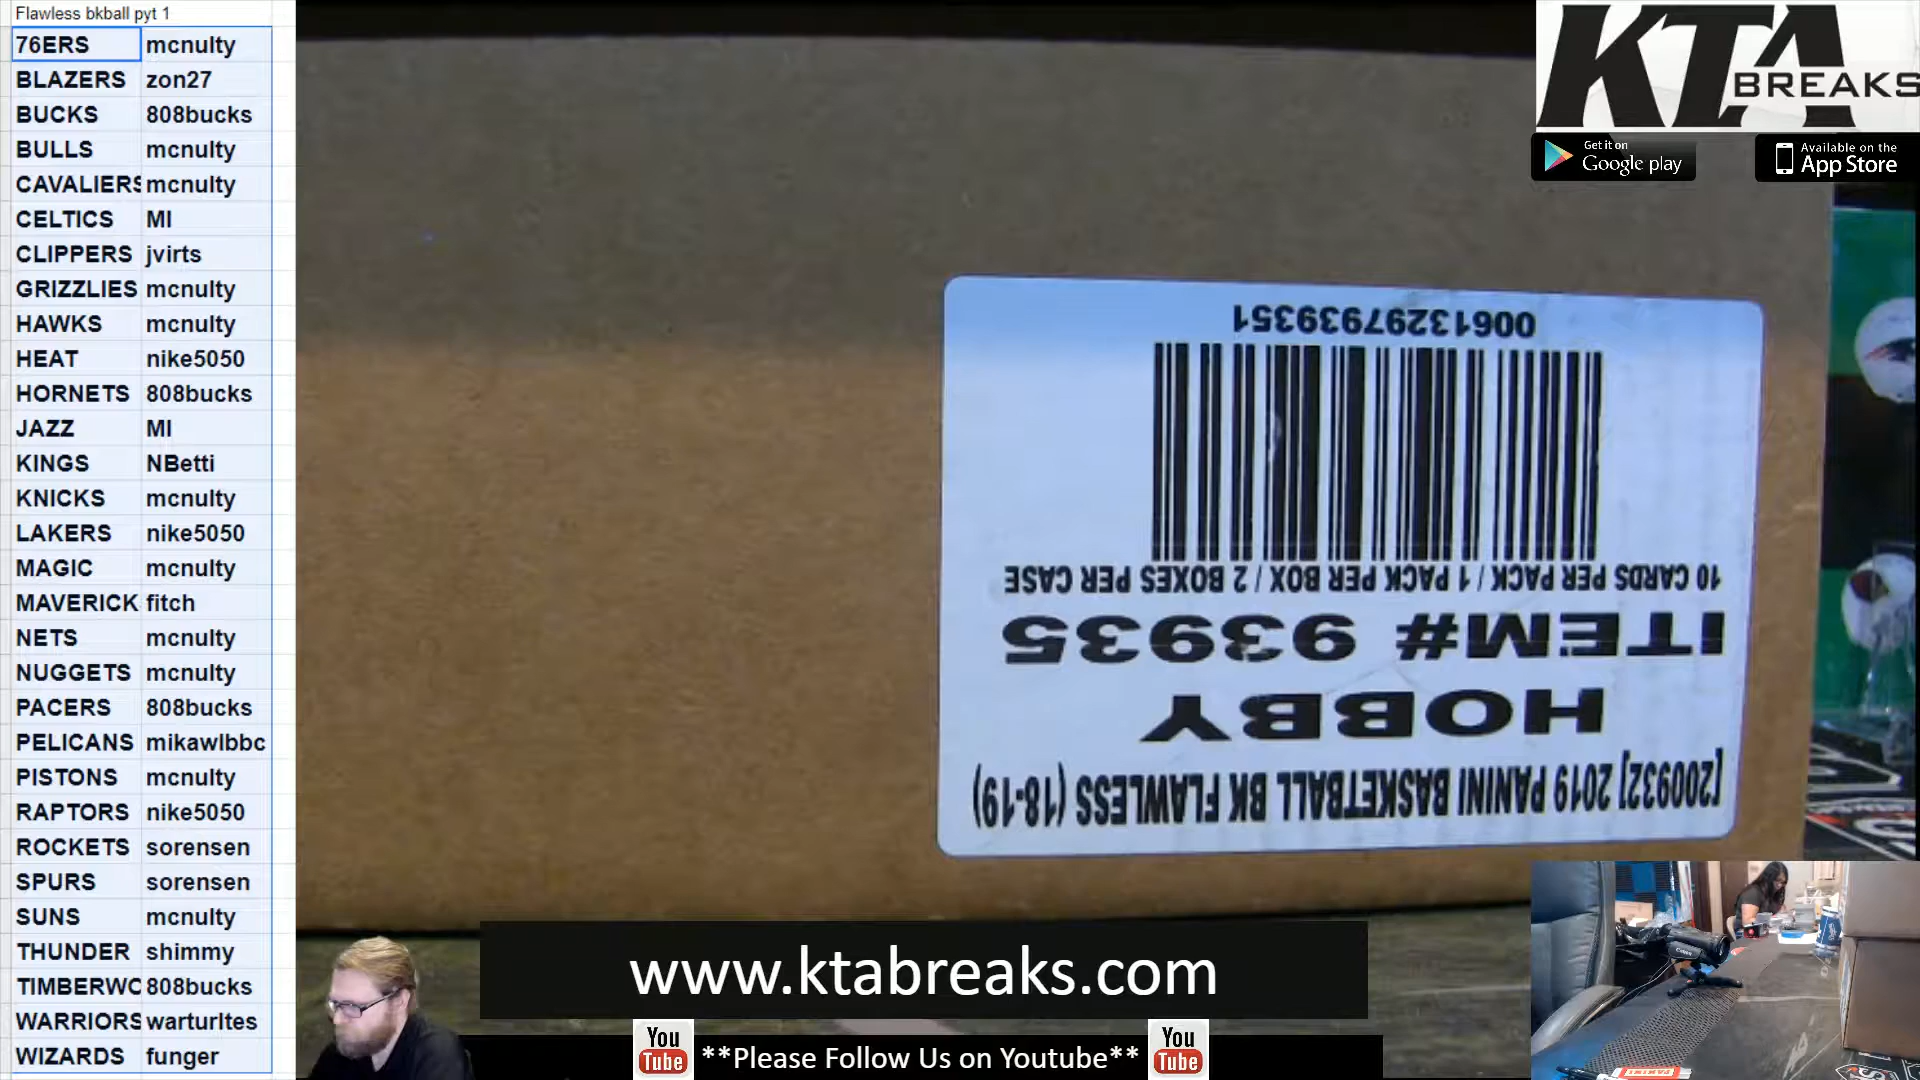 Flawless bkball pyt 1
76ERS mcnulty
BLAZERS zon27
BUCKS 808bucks
BULLS mcnulty
CAVALIERS mcnulty
CELTICS MI
CLIPPERS jvirts
GRIZZLIES mcnulty
HAWKS mcnulty
HEAT nike5050
HORNETS 808bucks
JAZZ MI
KINGS NBetti
KNICKS mcnulty
LAKERS nike5050
MAGIC mcnulty
MAVERICK fitch
NETS mcnulty
NUGGETS mcnulty
PACERS 808bucks
PELICANS mikawlbbc
PISTONS mcnulty
RAPTORS nike5050
ROCKETS sorensen
SPURS sorensen
SUNS mcnulty
THUNDER shimmy
TIMBERWO 808bucks
WARRIORS warturltes
WIZARDS funger
KTA
BREAKS
Get it on
Google play
Available on the
App Store
[200932] 2019 PANINI BASKETBALL BK FLAWLESS (18-19)
HOBBY
ITEM# 93935
10 CARDS PER PACK / 1 PACK PER BOX / 2 BOXES PER CASE
00613297939351
www.ktabreaks.com
You
Tube
**Please Follow Us on Youtube**
You
Tube